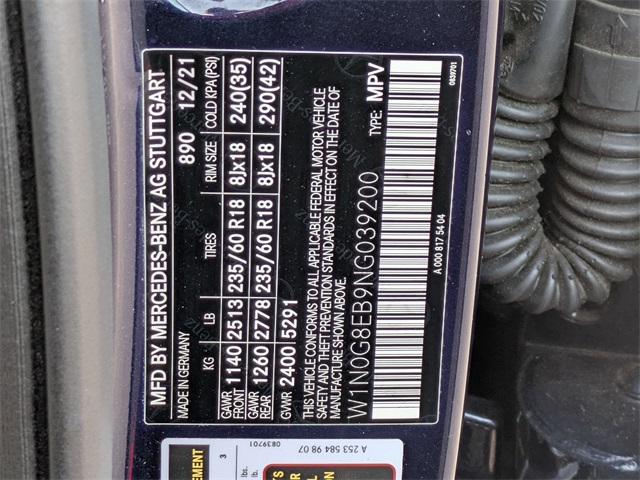 MFD BY MERCEDES-BENZ AG STUTTGART
MADE IN GERMANY 890 12/21
KG LB TIRES RIM SIZE COLD KPA(PSI)
GAWR FRONT 1140 2513 235/60 R18 8Jx18 240(35)
GAWR REAR 1260 2778 235/60 R18 8Jx18 290(42)
GVWR 2400 5291
THIS VEHICLE CONFORMS TO ALL APPLICABLE FEDERAL MOTOR VEHICLE
SAFETY AND THEFT PREVENTION STANDARDS IN EFFECT ON THE DATE OF
MANUFACTURE SHOWN ABOVE.
TYPE: MPV
W1N0G8EB9NG039200
A 000 817 54 04
0839701
A 253 584 98 07
0839701
3
lbs.
lb.